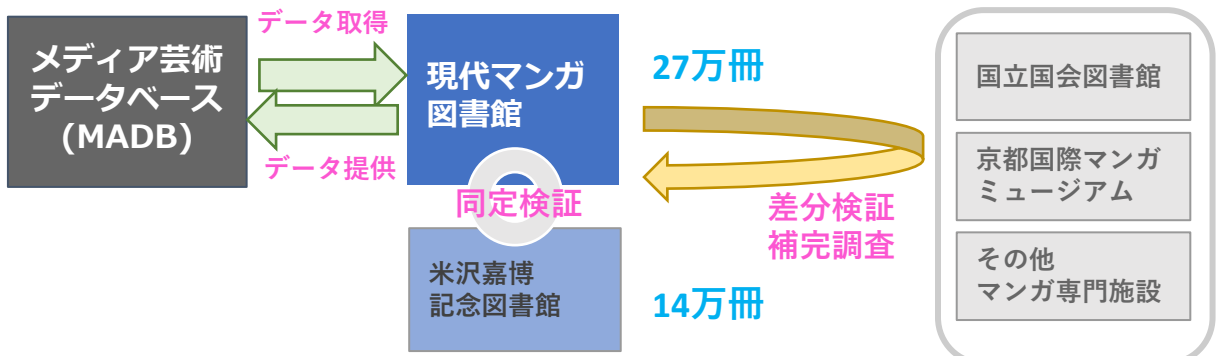 メディア芸術
データベース
(MADB)
データ取得
データ提供
現代マンガ
図書館
27万冊
同定検証
米沢嘉博
記念図書館
14万冊
差分検証
補完調査
国立国会図書館
京都国際マンガ
ミュージアム
その他
マンガ専門施設